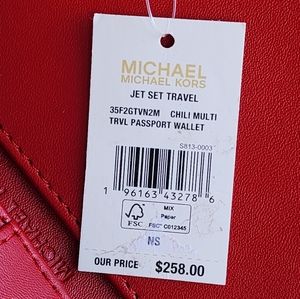 MICHAEL
MICHAEL KORS
JET SET TRAVEL
35F2GTVN2M CHILI MULTI
TRVL PASSPORT WALLET
S813-0003
1 96163 43278 6
FSC
MIX
Paper
FSC® C012345
NS
OUR PRICE $258.00
MICHAEL